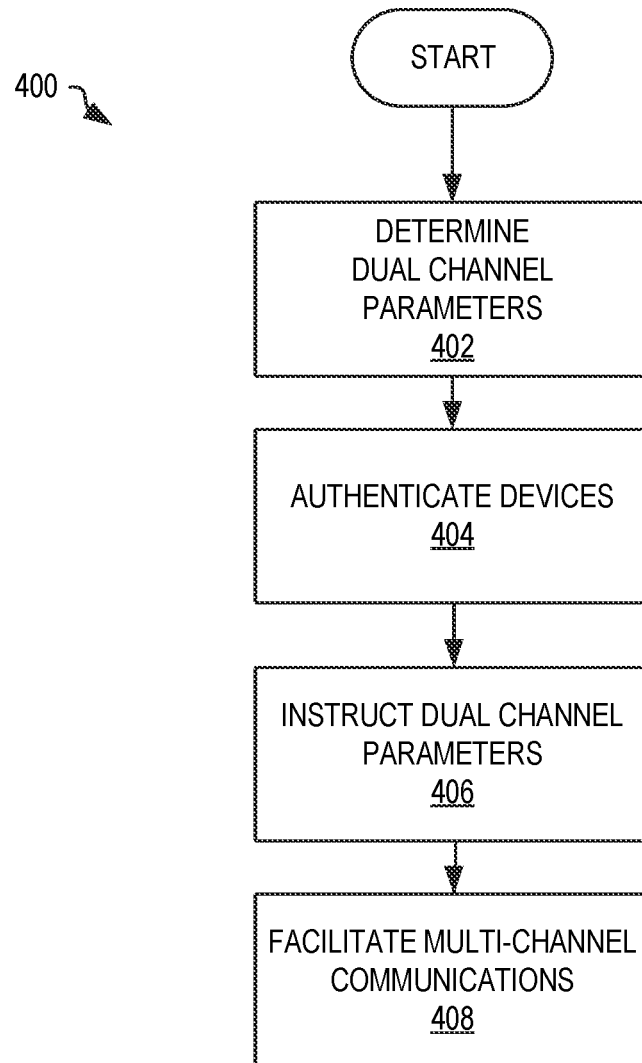 START
400
DETERMINE
DUAL CHANNEL
PARAMETERS
402
AUTHENTICATE DEVICES
404
INSTRUCT DUAL CHANNEL
PARAMETERS
406
FACILITATE MULTI-CHANNEL
COMMUNICATIONS
408